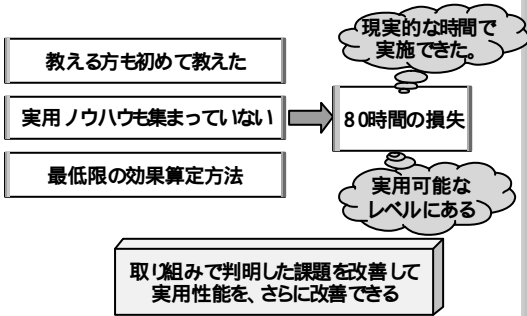 現実的な時間で
実施できた。
教える方も初めて教えた
実用ノウハウも集まっていない
80時間の損失
最低限の効果算定方法
実用可能な
レベルにある
取り組みで判明した課題を改善して
実用性能を、さらに改善できる